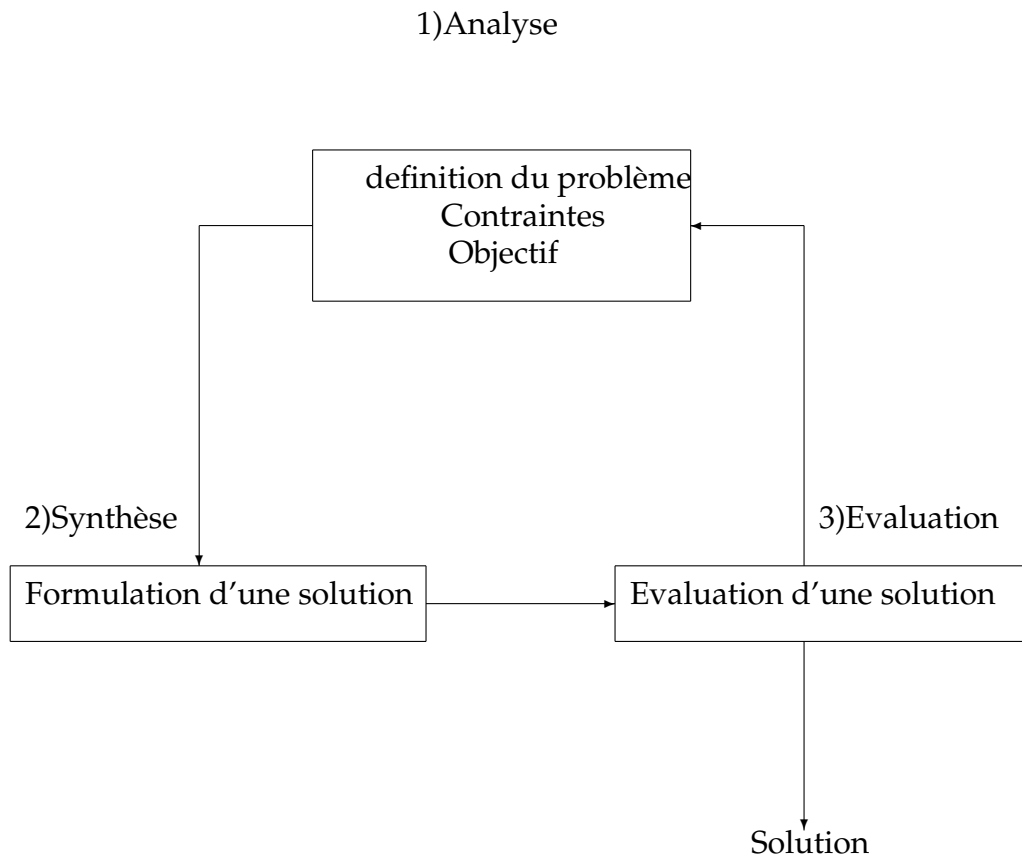 1)Analyse
definition du problème
Contraintes
Objectif
2)Synthèse
3)Evaluation
Formulation d’une solution
Evaluation d’une solution
Solution